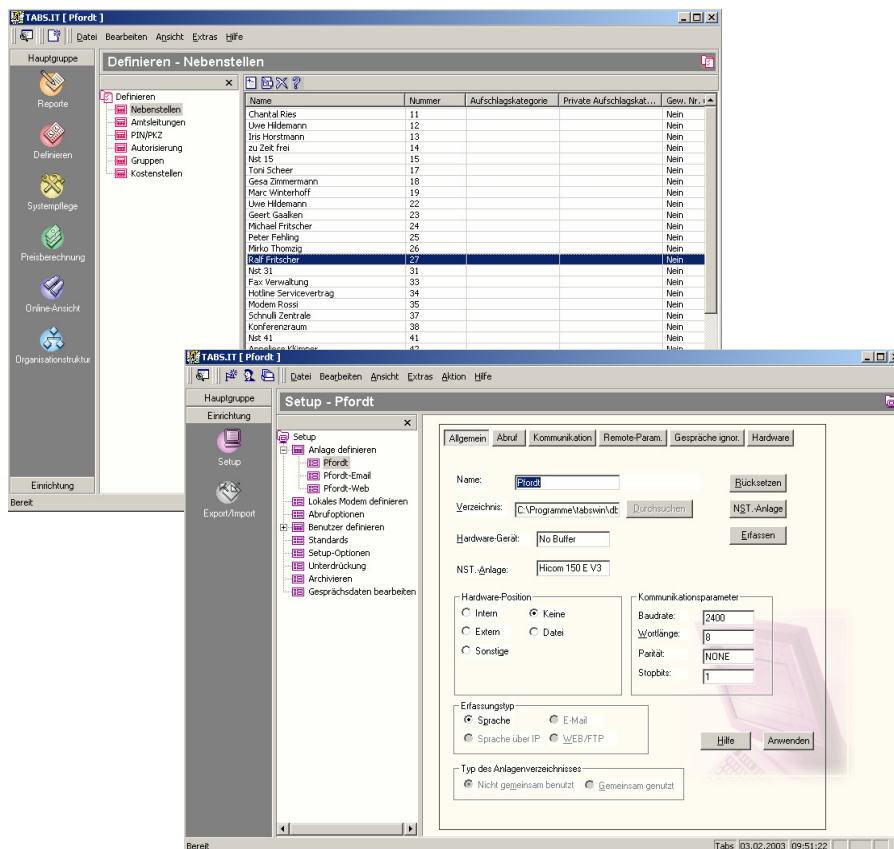 TABS.IT [ Pfordt ]
Datei Bearbeiten Ansicht Extras Hilfe
Hauptgruppe
Definieren - Nebenstellen
Reporte
Definieren
Systempflege
Preisberechnung
Online-Ansicht
Organisationstruktur
Einrichtung
Bereit
Definieren
Nebenstellen
Amtsleitungen
PIN/PKZ
Autorisierung
Gruppen
Kostenstellen
Name Nummer Aufschlagskategorie Private Aufschlagskat... Gew. Nr.
Chantal Ries 11 Nein
Uwe Hildemann 12 Nein
Iris Horstmann 13 Nein
zu Zeit frei 14 Nein
Nst 15 15 Nein
Toni Scheer 17 Nein
Gesa Zimmermann 18 Nein
Marc Winterhoff 19 Nein
Uwe Hildemann 22 Nein
Geert Gaalken 23 Nein
Michael Fritscher 24 Nein
Peter Fehling 25 Nein
Mirko Thomzig 26 Nein
Ralf Fritscher 27 Nein
Nst 31 31 Nein
Fax Verwaltung 33 Nein
Hotline Servicevertrag 34 Nein
Modem Rossi 35 Nein
Schnulli Zentrale 37 Nein
Konferenzraum 38 Nein
Nst 41 41 Nein
TABS.IT [ Pfordt ]
Datei Bearbeiten Ansicht Extras Aktion Hilfe
Hauptgruppe
Einrichtung
Setup - Pfordt
Setup
Export/Import
Setup
Anlage definieren
Pfordt
Pfordt-Email
Pfordt-Web
Lokales Modem definieren
Abrufoptionen
Benutzer definieren
Standards
Setup-Optionen
Unterdrückung
Archivieren
Gesprächsdaten bearbeiten
Allgemein Abruf Kommunikation Remote-Param. Gespräche ignor. Hardware
Name: Pfordt Rücksetzen
Verzeichnis: C:\Programme\tabswin\db Durchsuchen NST.-Anlage
Hardware-Gerät: No Buffer Erfassen
NST.-Anlage: Hicom 150 E V3
Hardware-Position
Intern Keine
Extern Datei
Sonstige
Kommunikationsparameter
Baudrate: 2400
Wortlänge: 8
Parität: NONE
Stopbits: 1
Erfassungstyp
Sprache E-Mail
Sprache über IP WEB/FTP
Hilfe Anwenden
Typ des Anlagenverzeichnisses
Nicht gemeinsam benutzt Gemeinsam genutzt
Bereit Tabs 03.02.2003 09:51:22